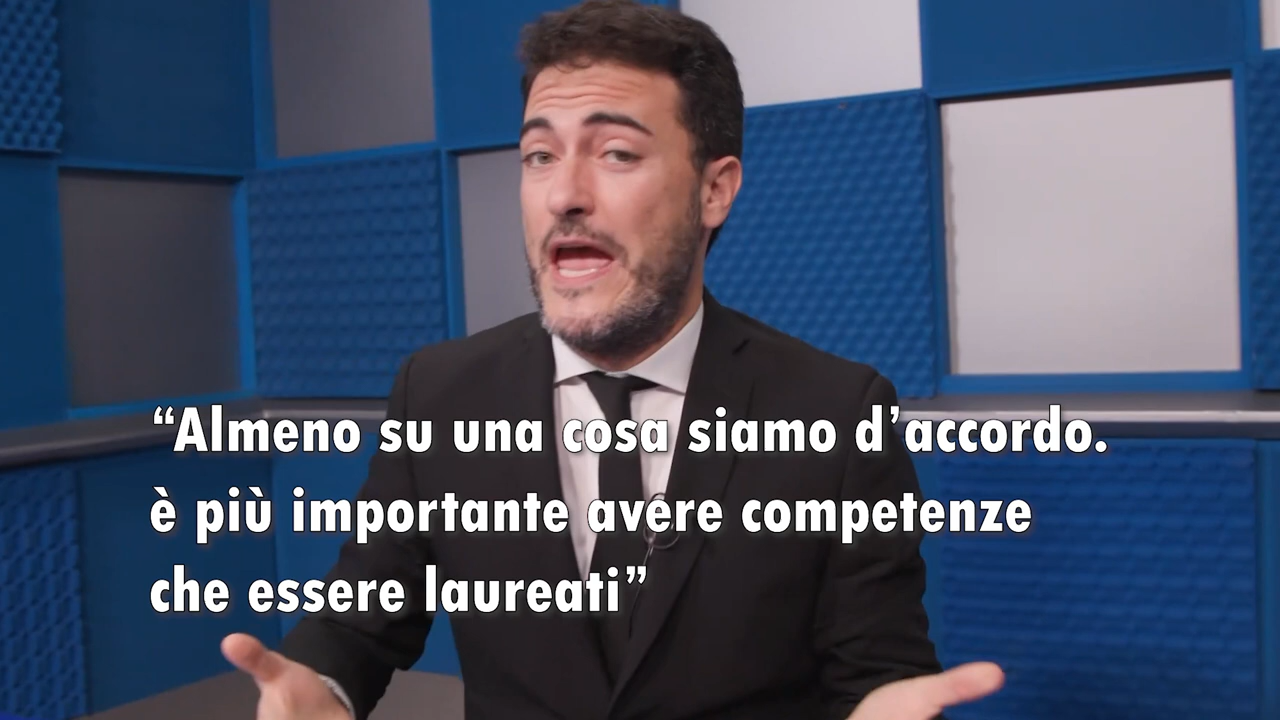 “Almeno su una cosa siamo d’accordo.
è più importante avere competenze
che essere laureati”